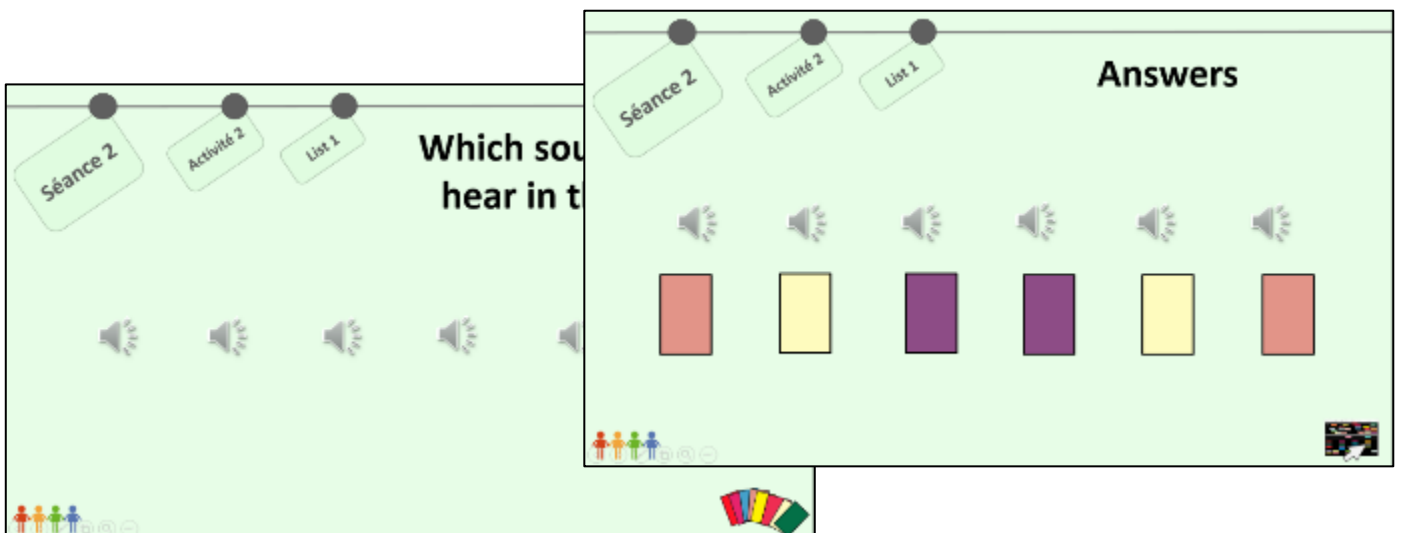 Séance 2
Activité 2
List 1
Which sou
hear in t
Séance 2
Activité 2
List 1
Answers